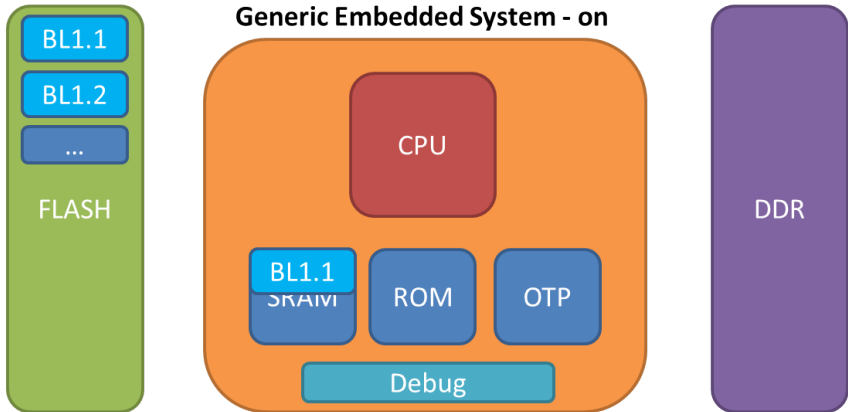 Generic Embedded System - on
BL1.1
BL1.2
...
FLASH
CPU
BL1.1
SRAM
ROM
OTP
Debug
DDR